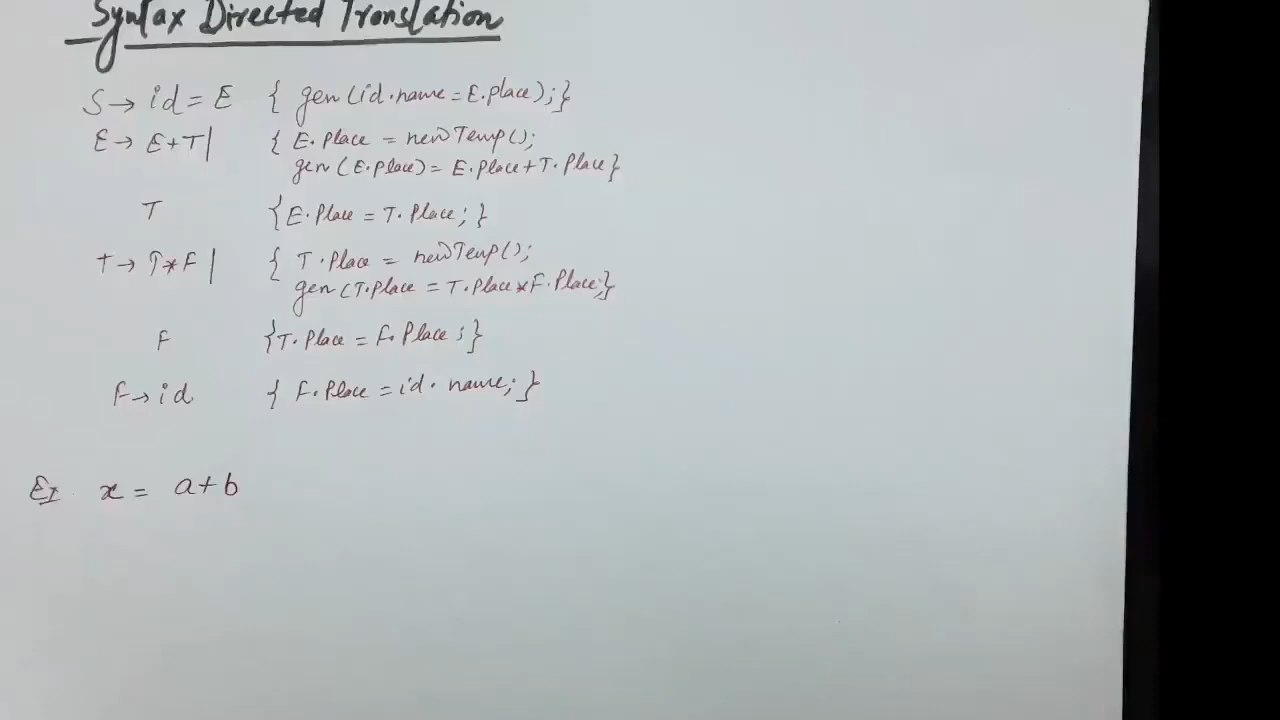 Syntax Directed Translation
S → id = E { gen (id.name = E.place); }
E → E+T | { E.Place = newTemp();
gen (E.Place) = E.Place + T.Place }
T { E.Place = T.Place; }
T → T*F | { T.Place = newTemp();
gen (T.Place = T.Place * F.Place; }
F { T.Place = F.Place; }
F → id { F.Place = id.name; }
Ex. x = a+b